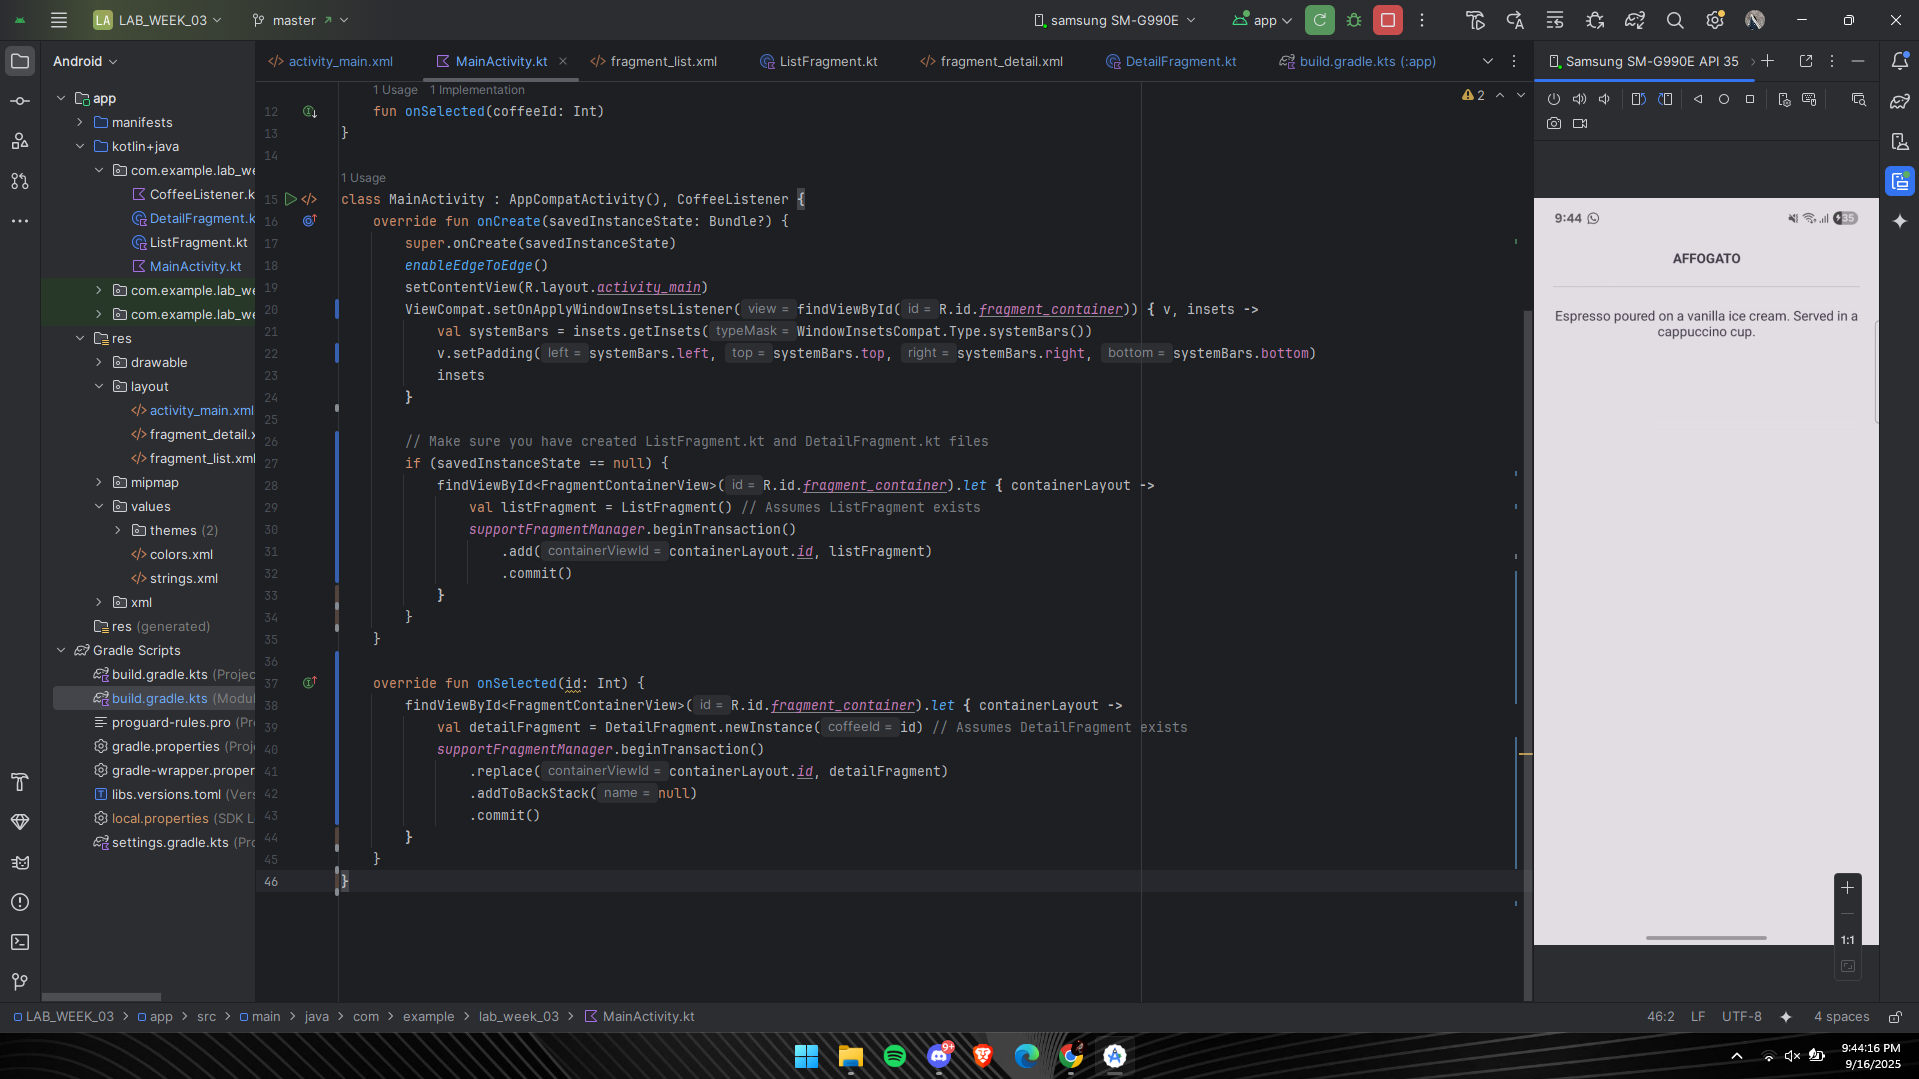 LA LAB_WEEK_03
master
samsung SM-G990E
app
Android
activity_main.xml
MainActivity.kt
fragment_list.xml
ListFragment.kt
fragment_detail.xml
DetailFragment.kt
build.gradle.kts (:app)
Samsung SM-G990E API 35
app
manifests
kotlin+java
com.example.lab_we
CoffeeListener.k
DetailFragment.k
ListFragment.kt
MainActivity.kt
com.example.lab_we
com.example.lab_we
res
drawable
layout
activity_main.xml
fragment_detail.x
fragment_list.xml
mipmap
values
themes (2)
colors.xml
strings.xml
xml
res (generated)
Gradle Scripts
build.gradle.kts (Projec
build.gradle.kts (Modul
proguard-rules.pro (Pr
gradle.properties (Proj
gradle-wrapper.proper
libs.versions.toml (Vers
local.properties (SDK L
settings.gradle.kts (Pro
1 Usage 1 Implementation
2
12 fun onSelected(coffeeId: Int)
13 }
14
1 Usage
15 class MainActivity : AppCompatActivity(), CoffeeListener {
16 override fun onCreate(savedInstanceState: Bundle?) {
17 super.onCreate(savedInstanceState)
18 enableEdgeToEdge()
19 setContentView(R.layout.activity_main)
20 ViewCompat.setOnApplyWindowInsetsListener( view = findViewById( id = R.id.fragment_container)) { v, insets ->
21 val systemBars = insets.getInsets( typeMask = WindowInsetsCompat.Type.systemBars())
22 v.setPadding( left = systemBars.left, top = systemBars.top, right = systemBars.right, bottom = systemBars.bottom)
23 insets
24 }
25
26 // Make sure you have created ListFragment.kt and DetailFragment.kt files
27 if (savedInstanceState == null) {
28 findViewById<FragmentContainerView>( id = R.id.fragment_container).let { containerLayout ->
29 val listFragment = ListFragment() // Assumes ListFragment exists
30 supportFragmentManager.beginTransaction()
31 .add( containerViewId = containerLayout.id, listFragment)
32 .commit()
33 }
34 }
35 }
36
37 override fun onSelected(id: Int) {
38 findViewById<FragmentContainerView>( id = R.id.fragment_container).let { containerLayout ->
39 val detailFragment = DetailFragment.newInstance( coffeeId = id) // Assumes DetailFragment exists
40 supportFragmentManager.beginTransaction()
41 .replace( containerViewId = containerLayout.id, detailFragment)
42 .addToBackStack( name = null)
43 .commit()
44 }
45 }
46 }
9:44
35
AFFOGATO
Espresso poured on a vanilla ice cream. Served in a
cappuccino cup.
1:1
LAB_WEEK_03 > app > src > main > java > com > example > lab_week_03 > MainActivity.kt
46:2 LF UTF-8 4 spaces
9+
9:44:16 PM
9/16/2025